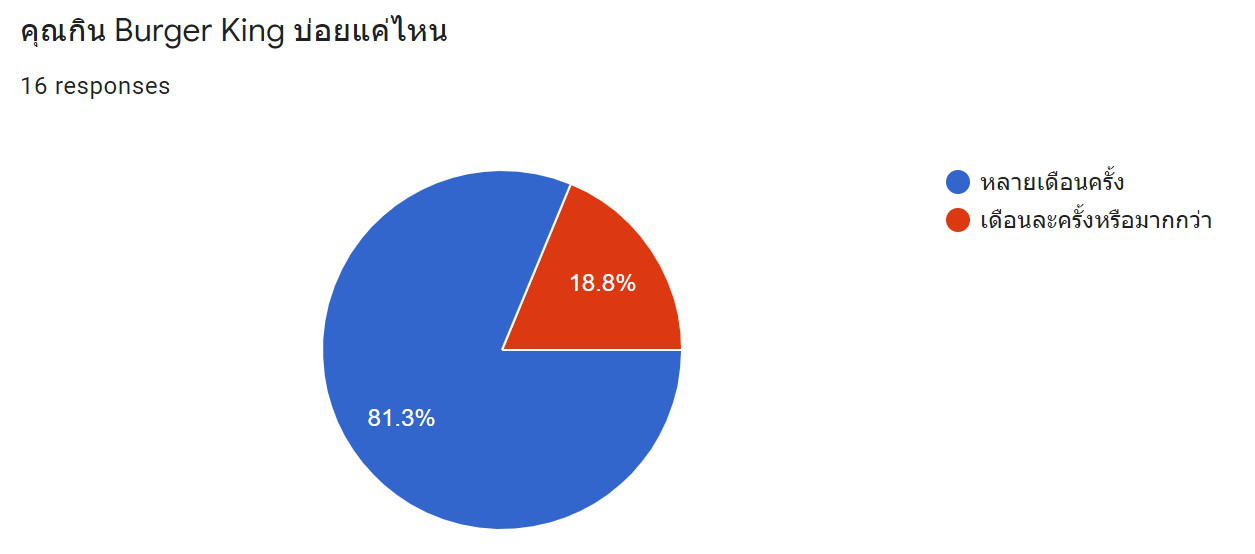 คุณกิน Burger King บ่อยแค่ไหน
16 responses
หลายเดือนครั้ง
เดือนละครั้งหรือมากกว่า
18.8%
81.3%